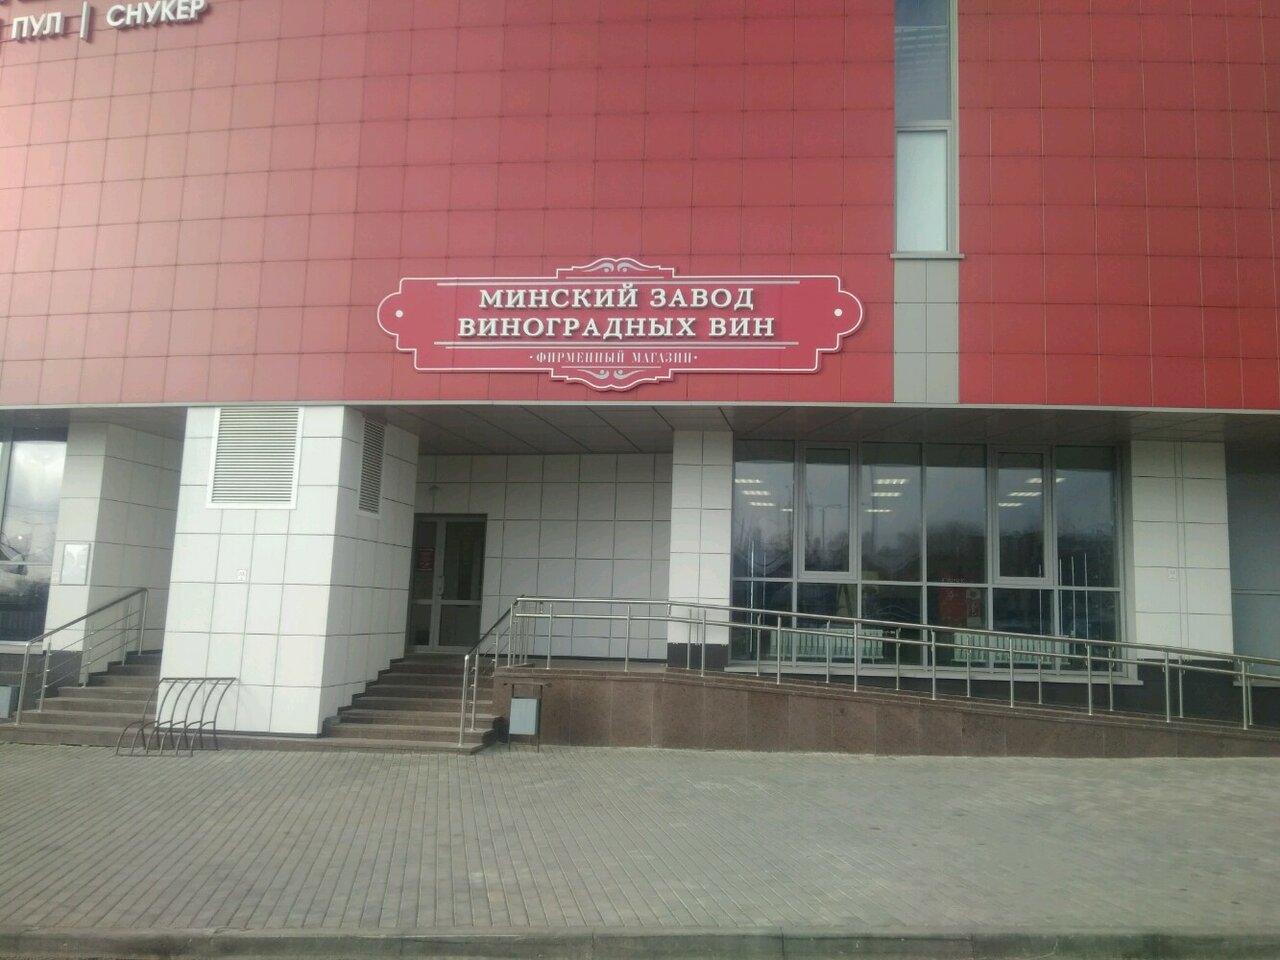 ПУЛ | СНУКЕР
МИНСКИЙ ЗАВОД
ВИНОГРАДНЫХ ВИН
·ФИРМЕННЫЙ МАГАЗИН·